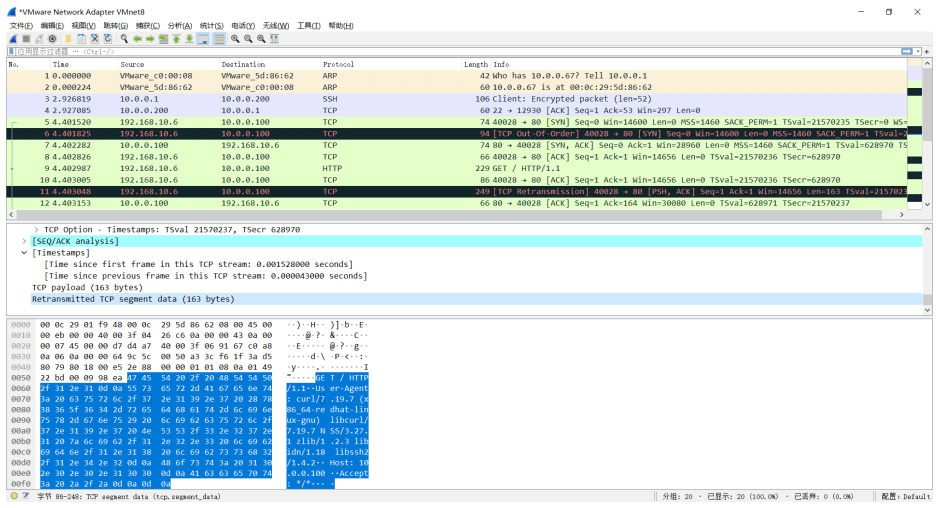 *VMware Network Adapter VMnet8
文件(F) 编辑(E) 视图(V) 跳转(G) 捕获(C) 分析(A) 统计(S) 电话(Y) 无线(W) 工具(T) 帮助(H)
应用显示过滤器 … <Ctrl-/>
No. Time Source Destination Protocol Length Info
1 0.000000 VMware_c0:00:08 VMware_5d:86:62 ARP 42 Who has 10.0.0.67? Tell 10.0.0.1
2 0.000224 VMware_5d:86:62 VMware_c0:00:08 ARP 60 10.0.0.67 is at 00:0c:29:5d:86:62
3 2.926819 10.0.0.1 10.0.0.200 SSH 106 Client: Encrypted packet (len=52)
4 2.927085 10.0.0.200 10.0.0.1 TCP 60 22 → 12930 [ACK] Seq=1 Ack=53 Win=297 Len=0
5 4.401520 192.168.10.6 10.0.0.100 TCP 74 40028 → 80 [SYN] Seq=0 Win=14600 Len=0 MSS=1460 SACK_PERM=1 TSval=21570235 TSecr=0 WS=
6 4.401825 192.168.10.6 10.0.0.100 TCP 94 [TCP Out-Of-Order] 40028 → 80 [SYN] Seq=0 Win=14600 Len=0 MSS=1460 SACK_PERM=1 TSval=2
7 4.402282 10.0.0.100 192.168.10.6 TCP 74 80 → 40028 [SYN, ACK] Seq=0 Ack=1 Win=28960 Len=0 MSS=1460 SACK_PERM=1 TSval=628970 TS
8 4.402826 192.168.10.6 10.0.0.100 TCP 66 40028 → 80 [ACK] Seq=1 Ack=1 Win=14656 Len=0 TSval=21570236 TSecr=628970
9 4.402987 192.168.10.6 10.0.0.100 HTTP 229 GET / HTTP/1.1
10 4.403005 192.168.10.6 10.0.0.100 TCP 86 40028 → 80 [ACK] Seq=1 Ack=1 Win=14656 Len=0 TSval=21570236 TSecr=628970
11 4.403048 192.168.10.6 10.0.0.100 TCP 249 [TCP Retransmission] 40028 → 80 [PSH, ACK] Seq=1 Ack=1 Win=14656 Len=163 TSval=2157023
12 4.403153 10.0.0.100 192.168.10.6 TCP 66 80 → 40028 [ACK] Seq=1 Ack=164 Win=30080 Len=0 TSval=628971 TSecr=21570237
TCP Option - Timestamps: TSval 21570237, TSecr 628970
[SEQ/ACK analysis]
[Timestamps]
[Time since first frame in this TCP stream: 0.001528000 seconds]
[Time since previous frame in this TCP stream: 0.000043000 seconds]
TCP payload (163 bytes)
Retransmitted TCP segment data (163 bytes)
0000 00 0c 29 01 f9 48 00 0c 29 5d 86 62 08 00 45 00 ··)··H·· )]·b··E·
0010 00 eb 00 00 40 00 3f 04 26 c6 0a 00 00 43 0a 00 ····@·?· &····C··
0020 00 07 45 00 00 d7 d4 a7 40 00 3f 06 91 67 c0 a8 ··E····· @·?··g··
0030 0a 06 0a 00 00 64 9c 5c 00 50 a3 3c f6 1f 3a d5 ·····d·\ ·P·<··:·
0040 80 79 80 18 00 e5 2e 88 00 00 01 01 08 0a 01 49 ·y····.· ·······I
0050 22 bd 00 09 98 ea 47 45 54 20 2f 20 48 54 54 50 "·····GE T / HTTP
0060 2f 31 2e 31 0d 0a 55 73 65 72 2d 41 67 65 6e 74 /1.1··Us er-Agent
0070 3a 20 63 75 72 6c 2f 37 2e 31 39 2e 37 20 28 78 : curl/7 .19.7 (x
0080 38 36 5f 36 34 2d 72 65 64 68 61 74 2d 6c 69 6e 86_64-re dhat-lin
0090 75 78 2d 67 6e 75 29 20 6c 69 62 63 75 72 6c 2f ux-gnu)  libcurl/
00a0 37 2e 31 39 2e 37 20 4e 53 53 2f 33 2e 32 37 2e 7.19.7 N SS/3.27.
00b0 31 20 7a 6c 69 62 2f 31 2e 32 2e 33 20 6c 69 62 1 zlib/1 .2.3 lib
00c0 69 64 6e 2f 31 2e 31 38 20 6c 69 62 73 73 68 32 idn/1.18  libssh2
00d0 2f 31 2e 34 2e 32 0d 0a 48 6f 73 74 3a 20 31 30 /1.4.2·· Host: 10
00e0 2e 30 2e 30 2e 31 30 30 0d 0a 41 63 63 65 70 74 .0.0.100 ··Accept
00f0 3a 20 2a 2f 2a 0d 0a 0d 0a : */*··· ·
字节 86-248: TCP segment data (tcp.segment_data) 分组: 20 · 已显示: 20 (100.0%) · 已丢弃: 0 (0.0%) 配置: Default